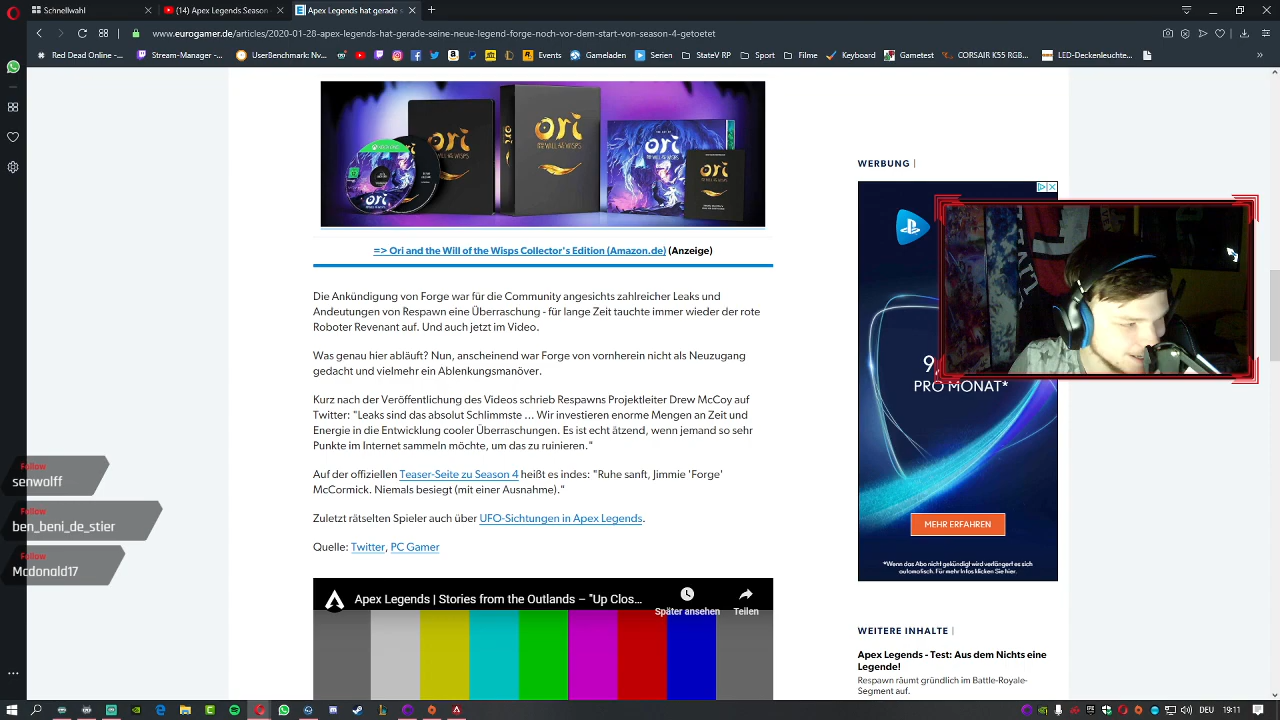 Schnellwahl
(14) Apex Legends Season
Apex Legends hat gerade s
www.eurogamer.de/articles/2020-01-28-apex-legends-hat-gerade-seine-neue-figur-noch-vor-dem-start-von-season-4-getoetet
Red Dead Online -
Stream-Manager -...
UserBenchmark: Nv
Gameladen
Serien
StateV RP
Sport
Filme
Keyboard
Gametest
CORSAIR K55 RGB...
LED-Deckenleuchte...
XBOX ONE
ori
AND THE WILL OF THE WISPS
=> Ori and the Will of the Wisps Collector's Edition (Amazon.de) (Anzeige)
Die Ankündigung von Forge war für die Community angesichts zahlreicher Leaks und
Andeutungen von Respawn eine Überraschung - für lange Zeit tauchte immer wieder der rote
Roboter Revenant auf. Und auch jetzt im Video.
Was genau hier abläuft? Nun, anscheinend war Forge von vornherein nicht als Neuzugang
gedacht und vielmehr ein Ablenkungsmanöver.
Kurz nach der Veröffentlichung des Videos schrieb Respawns Projektleiter Drew McCoy auf
Twitter: "Leaks sind das absolut Schlimmste ... Wir investieren enorme Mengen an Zeit und
Energie in die Entwicklung cooler Überraschungen. Es ist echt ätzend, wenn jemand so sehr
Punkte im Internet sammeln möchte, um das zu ruinieren."
Auf der offiziellen Teaser-Seite zu Season 4 heißt es indes: "Ruhe sanft, Jimmie 'Forge'
McCormick. Niemals besiegt (mit einer Ausnahme)."
Zuletzt rätselten Spieler auch über UFO-Sichtungen in Apex Legends.
Quelle: Twitter, PC Gamer
Apex Legends | Stories from the Outlands – "Up Clos...
Später ansehen
Teilen
WERBUNG |
9,
PRO MONAT*
MEHR ERFAHREN
*Wenn das Abo nicht gekündigt wird verlängert es sich
automatisch. Für mehr Infos klicken Sie hier.
WEITERE INHALTE |
Apex Legends - Test: Aus dem Nichts eine
Legende!
Respawn räumt gründlich im Battle-Royale-
Segment auf.
Follow
senwolff
Follow
ben_beni_de_stier
Follow
Mcdonald17
DEU
19:11